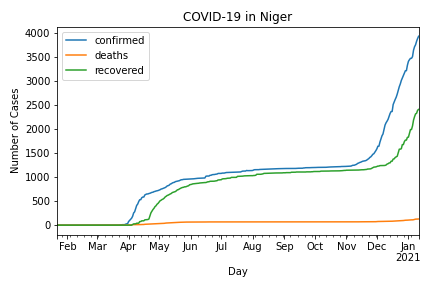 COVID-19 in Niger
confirmed
deaths
recovered
Number of Cases
4000
3500
3000
2500
2000
1500
1000
500
0
Feb Mar Apr May Jun Jul Aug Sep Oct Nov Dec Jan
2021
Day